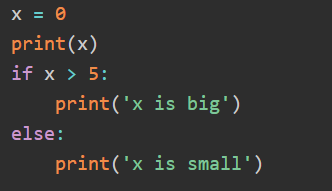 x = 0
print(x)
if x > 5:
    print('x is big')
else:
    print('x is small')